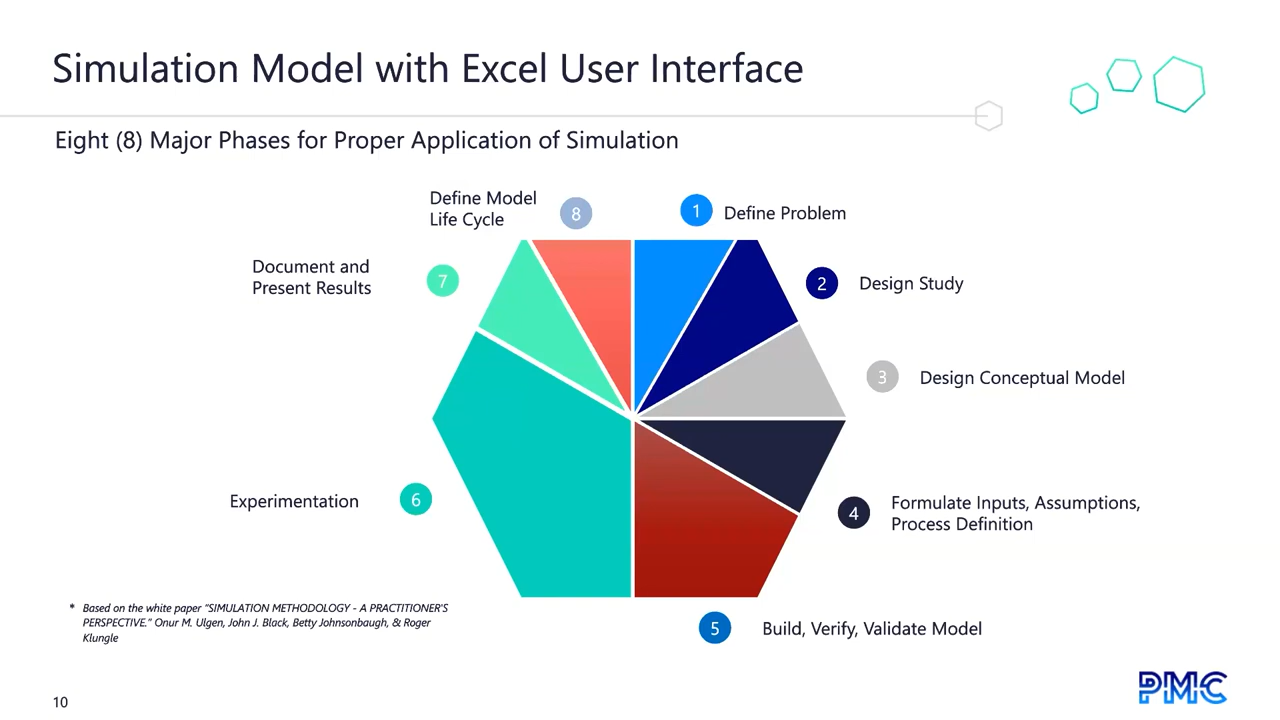 Simulation Model with Excel User Interface
Eight (8) Major Phases for Proper Application of Simulation
Define Model
Life Cycle
8
1
Define Problem
Document and
Present Results
7
2
Design Study
3
Design Conceptual Model
Experimentation
6
4
Formulate Inputs, Assumptions,
Process Definition
5
Build, Verify, Validate Model
* Based on the white paper "SIMULATION METHODOLOGY - A PRACTITIONER'S
PERSPECTIVE." Onur M. Ulgen, John J. Black, Betty Johnsonbaugh, & Roger
Klungle
10
PMC